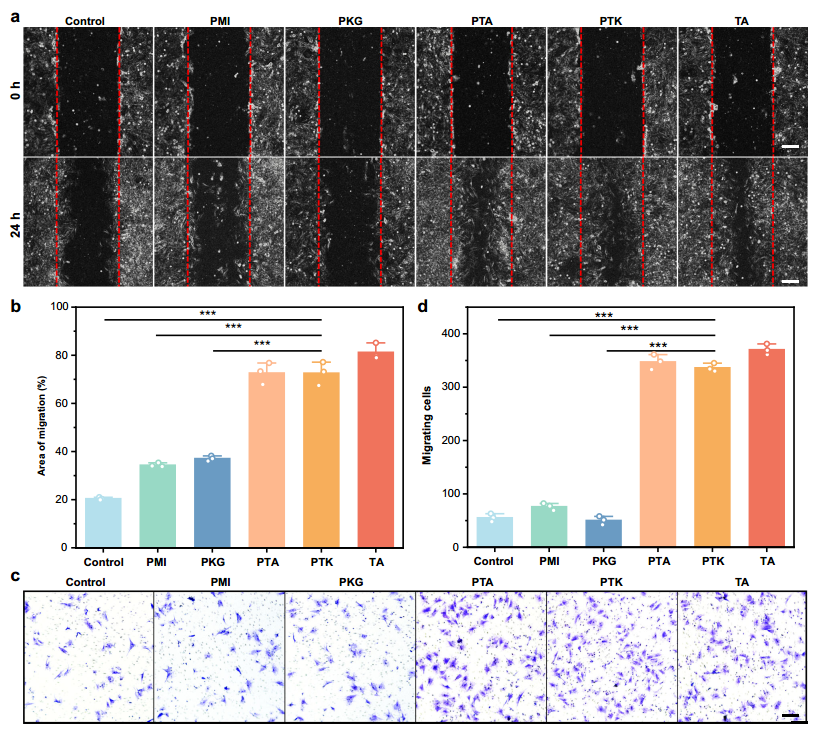 a
Control PMI PKG PTA PTK TA
0 h
24 h
b
Area of migration (%)
100
80
60
40
20
0
***
***
***
Control PMI PKG PTA PTK TA
d
Migrating cells
400
300
200
100
0
***
***
***
Control PMI PKG PTA PTK TA
c
Control PMI PKG PTA PTK TA